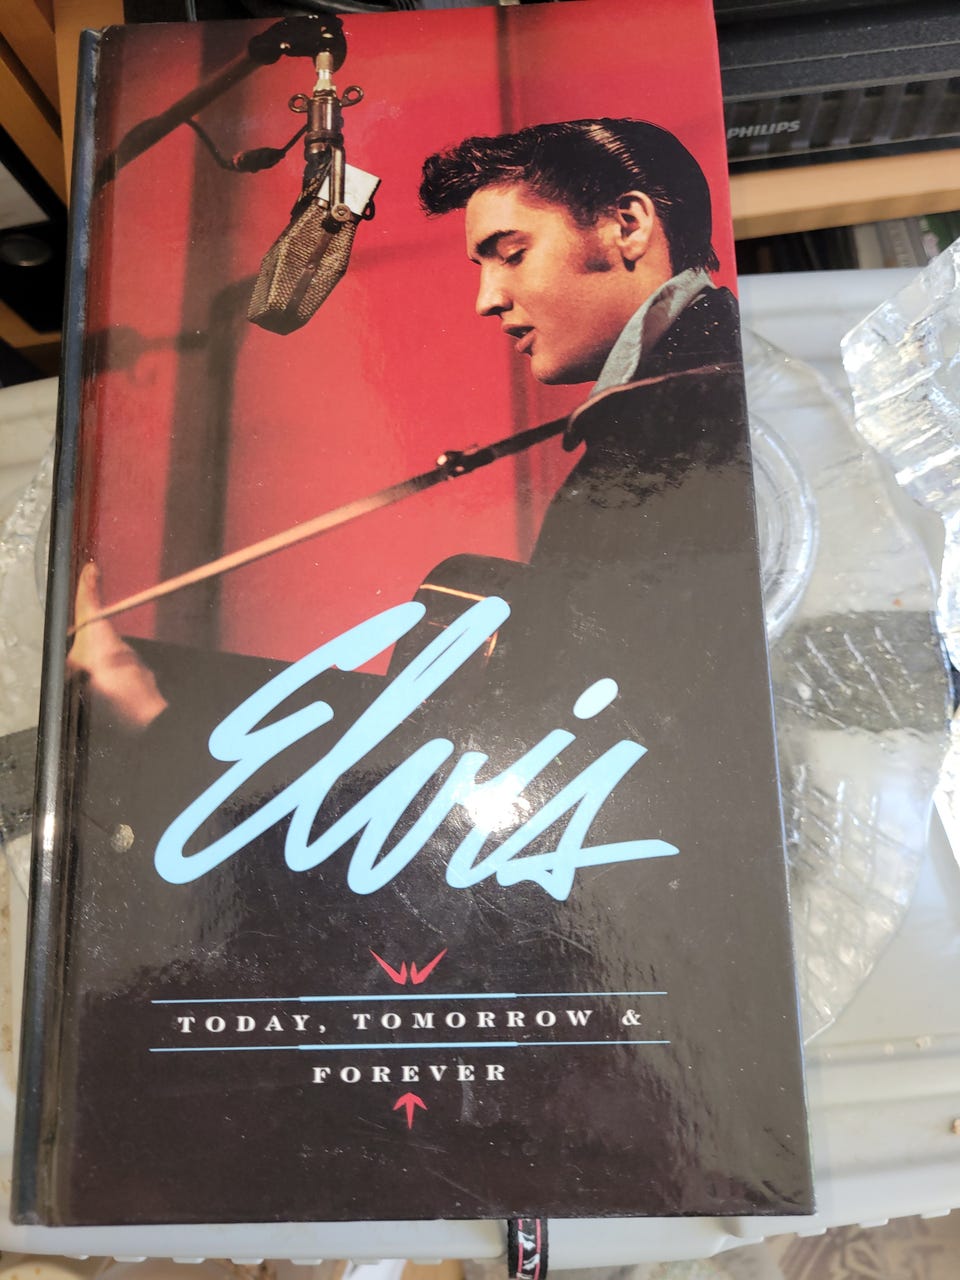 PHILIPS
Elvis
TODAY, TOMORROW &
FOREVER